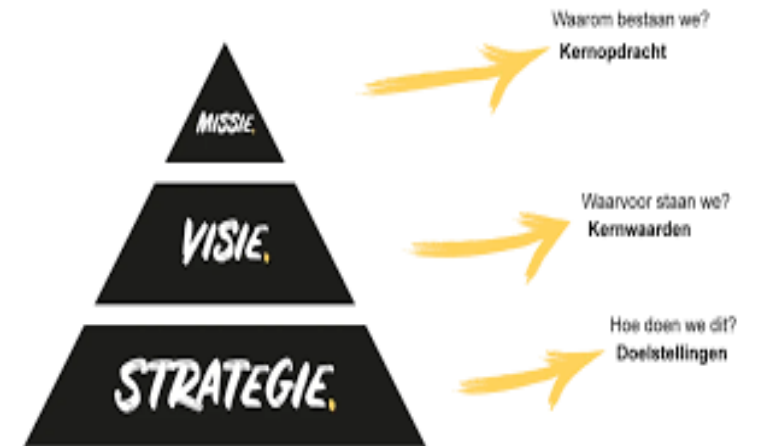 Waarom bestaan we?
Kernopdracht
MISSIE.
Waarvoor staan we?
Kernwaarden
VISIE.
Hoe doen we dit?
Doelstellingen
STRATEGIE.